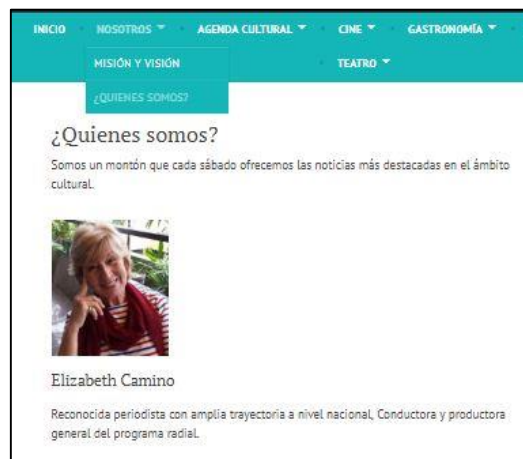 INICIO NOSOTROS AGENDA CULTURAL CINE GASTRONOMÍA
MISIÓN Y VISIÓN TEATRO
¿QUIENES SOMOS?
¿Quienes somos?
Somos un montón que cada sábado ofrecemos las noticias más destacadas en el ámbito
cultural.
Elizabeth Camino
Reconocida periodista con amplia trayectoria a nivel nacional, Conductora y productora
general del programa radial.